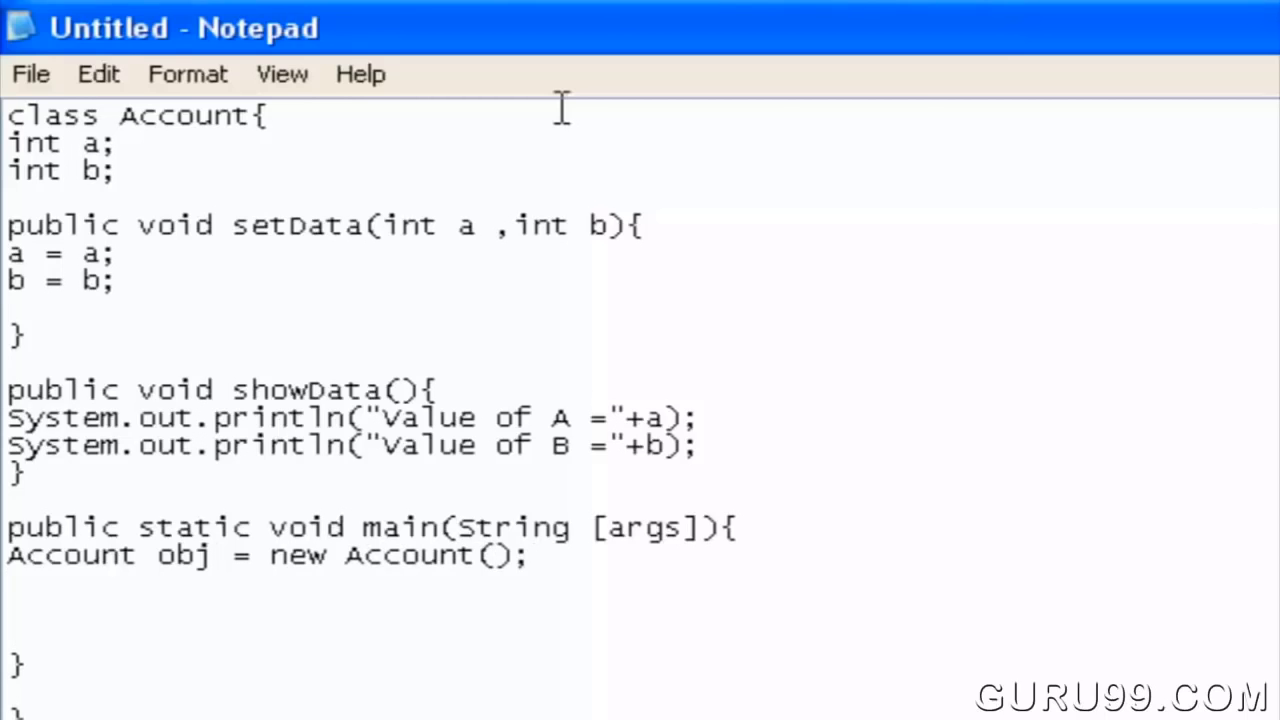 Untitled - Notepad
File Edit Format View Help
class Account{
int a;
int b;
public void setData(int a ,int b){
a = a;
b = b;
}
public void showData(){
System.out.println("Value of A ="+a);
System.out.println("Value of B ="+b);
}
public static void main(String [args]){
Account obj = new Account();
}
}
GURU99.COM